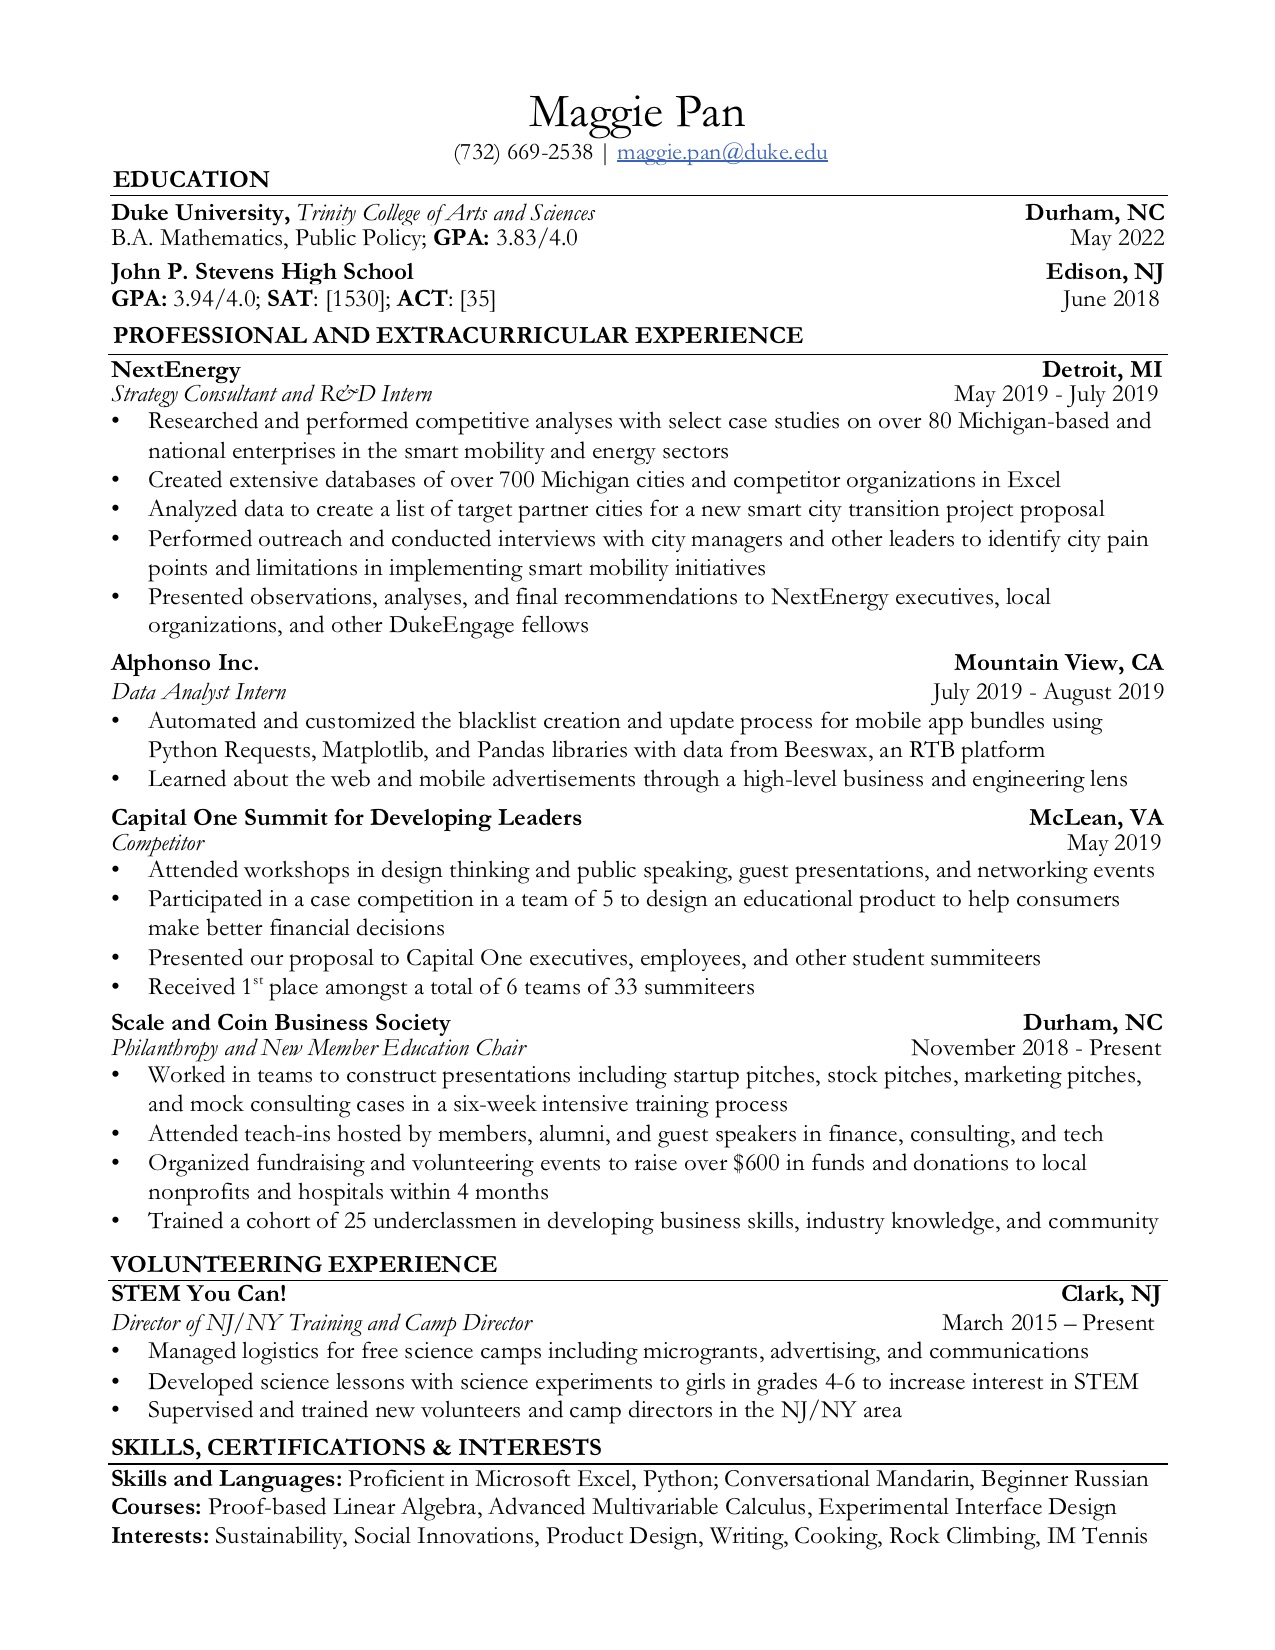 Maggie Pan
(732) 669-2538 | maggie.pan@duke.edu
EDUCATION
Duke University, Trinity College of Arts and Sciences Durham, NC
B.A. Mathematics, Public Policy; GPA: 3.83/4.0 May 2022
John P. Stevens High School Edison, NJ
GPA: 3.94/4.0; SAT: [1530]; ACT: [35] June 2018
PROFESSIONAL AND EXTRACURRICULAR EXPERIENCE
NextEnergy Detroit, MI
Strategy Consultant and R&D Intern May 2019 - July 2019
• Researched and performed competitive analyses with select case studies on over 80 Michigan-based and
national enterprises in the smart mobility and energy sectors
• Created extensive databases of over 700 Michigan cities and competitor organizations in Excel
• Analyzed data to create a list of target partner cities for a new smart city transition project proposal
• Performed outreach and conducted interviews with city managers and other leaders to identify city pain
points and limitations in implementing smart mobility initiatives
• Presented observations, analyses, and final recommendations to NextEnergy executives, local
organizations, and other DukeEngage fellows
Alphonso Inc. Mountain View, CA
Data Analyst Intern July 2019 - August 2019
• Automated and customized the blacklist creation and update process for mobile app bundles using
Python Requests, Matplotlib, and Pandas libraries with data from Beeswax, an RTB platform
• Learned about the web and mobile advertisements through a high-level business and engineering lens
Capital One Summit for Developing Leaders McLean, VA
Competitor May 2019
• Attended workshops in design thinking and public speaking, guest presentations, and networking events
• Participated in a case competition in a team of 5 to design an educational product to help consumers
make better financial decisions
• Presented our proposal to Capital One executives, employees, and other student summiteers
• Received 1st place amongst a total of 6 teams of 33 summiteers
Scale and Coin Business Society Durham, NC
Philanthropy and New Member Education Chair November 2018 - Present
• Worked in teams to construct presentations including startup pitches, stock pitches, marketing pitches,
and mock consulting cases in a six-week intensive training process
• Attended teach-ins hosted by members, alumni, and guest speakers in finance, consulting, and tech
• Organized fundraising and volunteering events to raise over $600 in funds and donations to local
nonprofits and hospitals within 4 months
• Trained a cohort of 25 underclassmen in developing business skills, industry knowledge, and community
VOLUNTEERING EXPERIENCE
STEM You Can! Clark, NJ
Director of NJ/NY Training and Camp Director March 2015 – Present
• Managed logistics for free science camps including microgrants, advertising, and communications
• Developed science lessons with science experiments to girls in grades 4-6 to increase interest in STEM
• Supervised and trained new volunteers and camp directors in the NJ/NY area
SKILLS, CERTIFICATIONS & INTERESTS
Skills and Languages: Proficient in Microsoft Excel, Python; Conversational Mandarin, Beginner Russian
Courses: Proof-based Linear Algebra, Advanced Multivariable Calculus, Experimental Interface Design
Interests: Sustainability, Social Innovations, Product Design, Writing, Cooking, Rock Climbing, IM Tennis